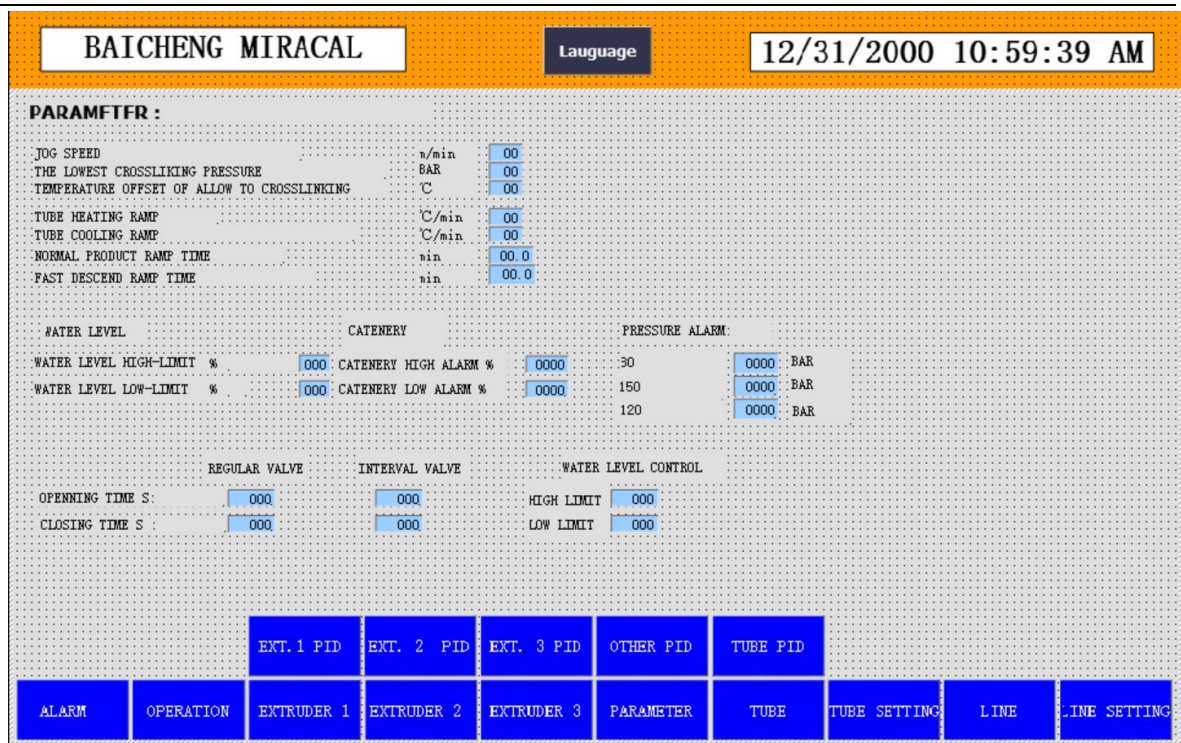 BAICHENG MIRACAL Lauguage 12/31/2000 10:59:39 AM
PARAMETER :
JOG SPEED m/min 00
THE LOWEST CROSSLIKING PRESSURE BAR 00
TEMPERATURE OFFSET OF ALLOW TO CROSSLINKING ℃ 00
TUBE HEATING RAMP ℃/min 00
TUBE COOLING RAMP ℃/min 00
NORMAL PRODUCT RAMP TIME min 00.0
FAST DESCEND RAMP TIME min 00.0
WATER LEVEL CATENERY PRESSURE ALARM:
WATER LEVEL HIGH-LIMIT % 000 CATENERY HIGH ALARM % 0000 30 0000 BAR
WATER LEVEL LOW-LIMIT % 000 CATENERY LOW ALARM % 0000 150 0000 BAR
120 0000 BAR
REGULAR VALVE INTERVAL VALVE WATER LEVEL CONTROL
OPENNING TIME S: 000 000 HIGH LIMIT 000
CLOSING TIME S : 000 000 LOW LIMIT 000
EXT.1 PID EXT. 2 PID EXT. 3 PID OTHER PID TUBE PID
ALARM OPERATION EXTRUDER 1 EXTRUDER 2 EXTRUDER 3 PARAMETER TUBE TUBE SETTING LINE LINE SETTING